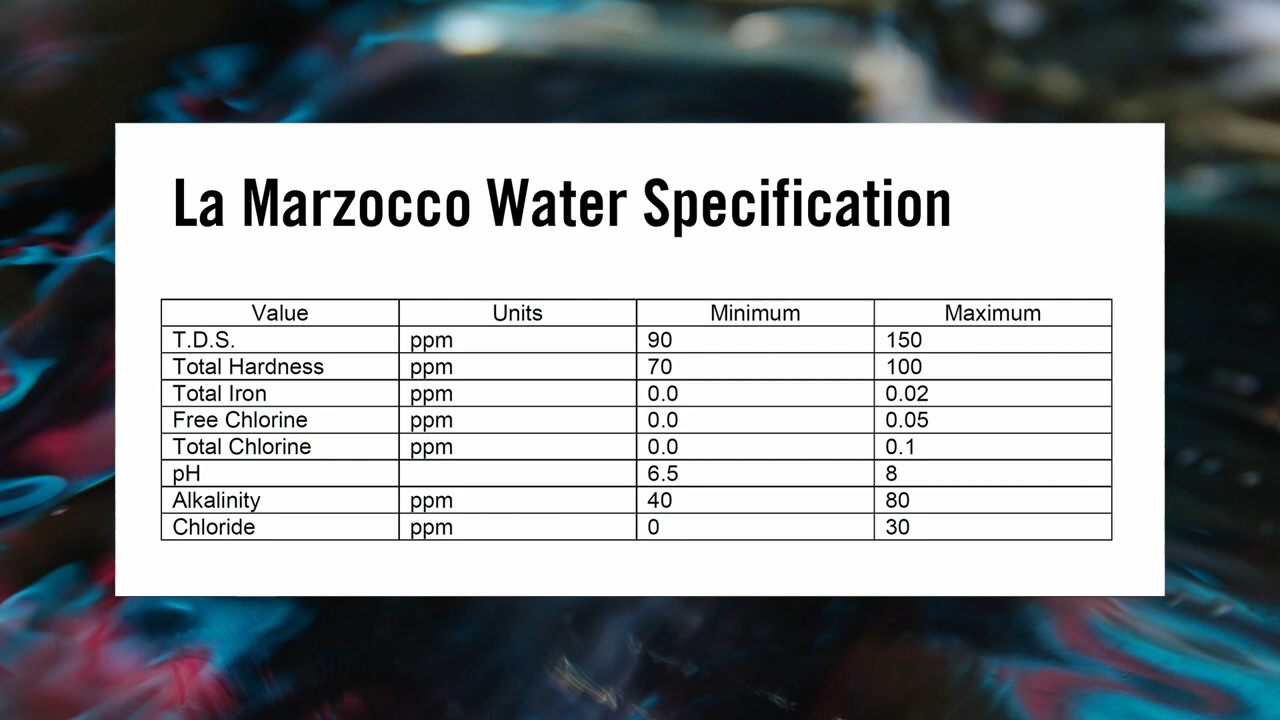 La Marzocco Water Specification
Value Units Minimum Maximum
T.D.S. ppm 90 150
Total Hardness ppm 70 100
Total Iron ppm 0.0 0.02
Free Chlorine ppm 0.0 0.05
Total Chlorine ppm 0.0 0.1
pH 6.5 8
Alkalinity ppm 40 80
Chloride ppm 0 30